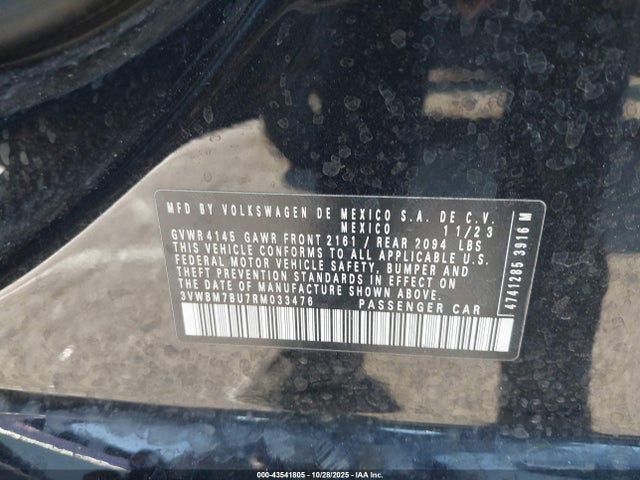 MFD BY VOLKSWAGEN DE MEXICO S.A. DE C.V.
MEXICO 11/23
GVWR 4145 GAWR FRONT 2161 / REAR 2094 LBS
THIS VEHICLE CONFORMS TO ALL APPLICABLE U.S.
FEDERAL MOTOR VEHICLE SAFETY, BUMPER AND
THEFT PREVENTION STANDARDS IN EFFECT ON
THE DATE OF MANUFACTURE SHOWN ABOVE.
3VWBM7BU7RM033476 PASSENGER CAR
4741285 3916 M
000-43541805 - 10/28/2025 - IAA Inc.